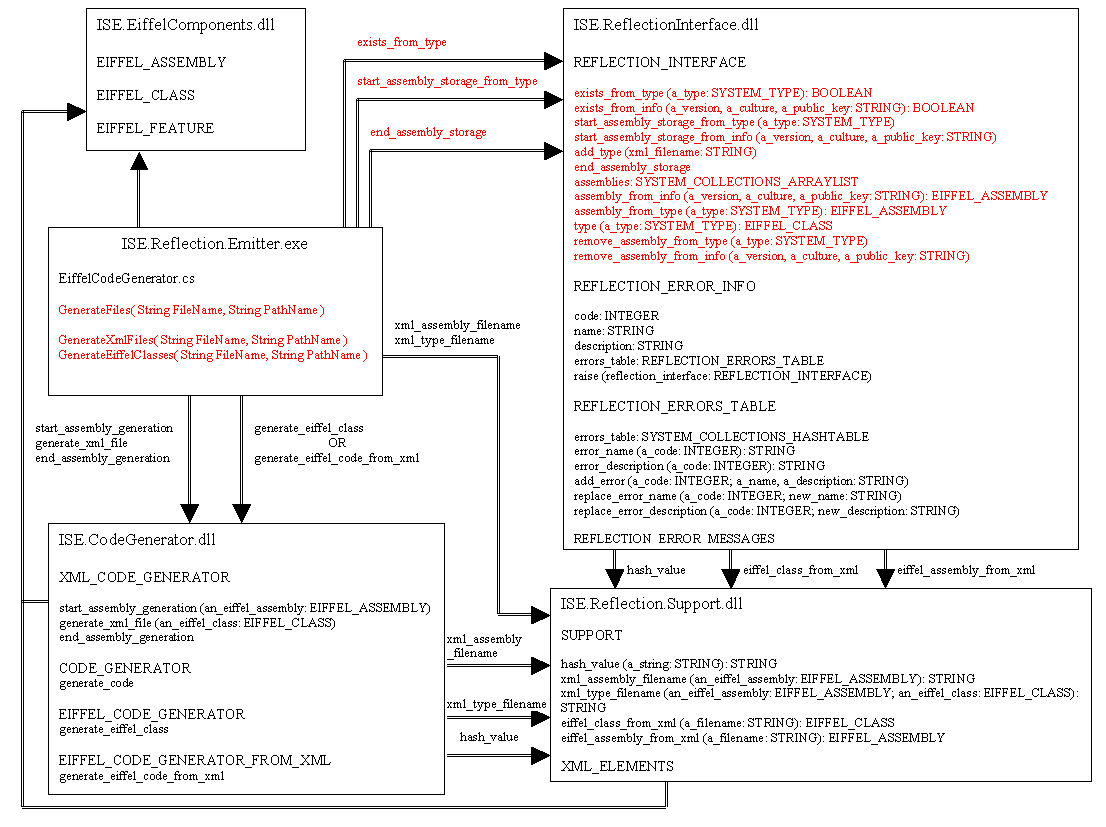 ISE.EiffelComponents.dll
EIFFEL_ASSEMBLY
EIFFEL_CLASS
EIFFEL_FEATURE
exists_from_type
start_assembly_storage_from_type
end_assembly_storage
ISE.ReflectionInterface.dll
REFLECTION_INTERFACE
exists_from_type (a_type: SYSTEM_TYPE): BOOLEAN
exists_from_info (a_version, a_culture, a_public_key: STRING): BOOLEAN
start_assembly_storage_from_type (a_type: SYSTEM_TYPE)
start_assembly_storage_from_info (a_version, a_culture, a_public_key: STRING)
add_type (xml_filename: STRING)
end_assembly_storage
assemblies: SYSTEM_COLLECTIONS_ARRAYLIST
assembly_from_info (a_version, a_culture, a_public_key: STRING): EIFFEL_ASSEMBLY
assembly_from_type (a_type: SYSTEM_TYPE): EIFFEL_ASSEMBLY
type (a_type: SYSTEM_TYPE): EIFFEL_CLASS
remove_assembly_from_type (a_type: SYSTEM_TYPE)
remove_assembly_from_info (a_version, a_culture, a_public_key: STRING)
REFLECTION_ERROR_INFO
code: INTEGER
name: STRING
description: STRING
errors_table: REFLECTION_ERRORS_TABLE
raise (reflection_interface: REFLECTION_INTERFACE)
REFLECTION_ERRORS_TABLE
errors_table: SYSTEM_COLLECTIONS_HASHTABLE
error_name (a_code: INTEGER): STRING
error_description (a_code: INTEGER): STRING
add_error (a_code: INTEGER; a_name, a_description: STRING)
replace_error_name (a_code: INTEGER; new_name: STRING)
replace_error_description (a_code: INTEGER; new_description: STRING)
REFLECTION_ERROR_MESSAGES
ISE.Reflection.Emitter.exe
EiffelCodeGenerator.cs
GenerateFiles( String FileName, String PathName )
GenerateXmlFiles( String FileName, String PathName )
GenerateEiffelClasses( String FileName, String PathName )
xml_assembly_filename
xml_type_filename
start_assembly_generation
generate_xml_file
end_assembly_generation
generate_eiffel_class
OR
generate_eiffel_code_from_xml
hash_value
eiffel_class_from_xml
eiffel_assembly_from_xml
ISE.CodeGenerator.dll
XML_CODE_GENERATOR
start_assembly_generation (an_eiffel_assembly: EIFFEL_ASSEMBLY)
generate_xml_file (an_eiffel_class: EIFFEL_CLASS)
end_assembly_generation
CODE_GENERATOR
generate_code
EIFFEL_CODE_GENERATOR
generate_eiffel_class
EIFFEL_CODE_GENERATOR_FROM_XML
generate_eiffel_code_from_xml
xml_assembly
_filename
xml_type_filename
hash_value
ISE.Reflection.Support.dll
SUPPORT
hash_value (a_string: STRING): STRING
xml_assembly_filename (an_eiffel_assembly: EIFFEL_ASSEMBLY): STRING
xml_type_filename (an_eiffel_assembly: EIFFEL_ASSEMBLY; an_eiffel_class: EIFFEL_CLASS):
STRING
eiffel_class_from_xml (a_filename: STRING): EIFFEL_CLASS
eiffel_assembly_from_xml (a_filename: STRING): EIFFEL_ASSEMBLY
XML_ELEMENTS